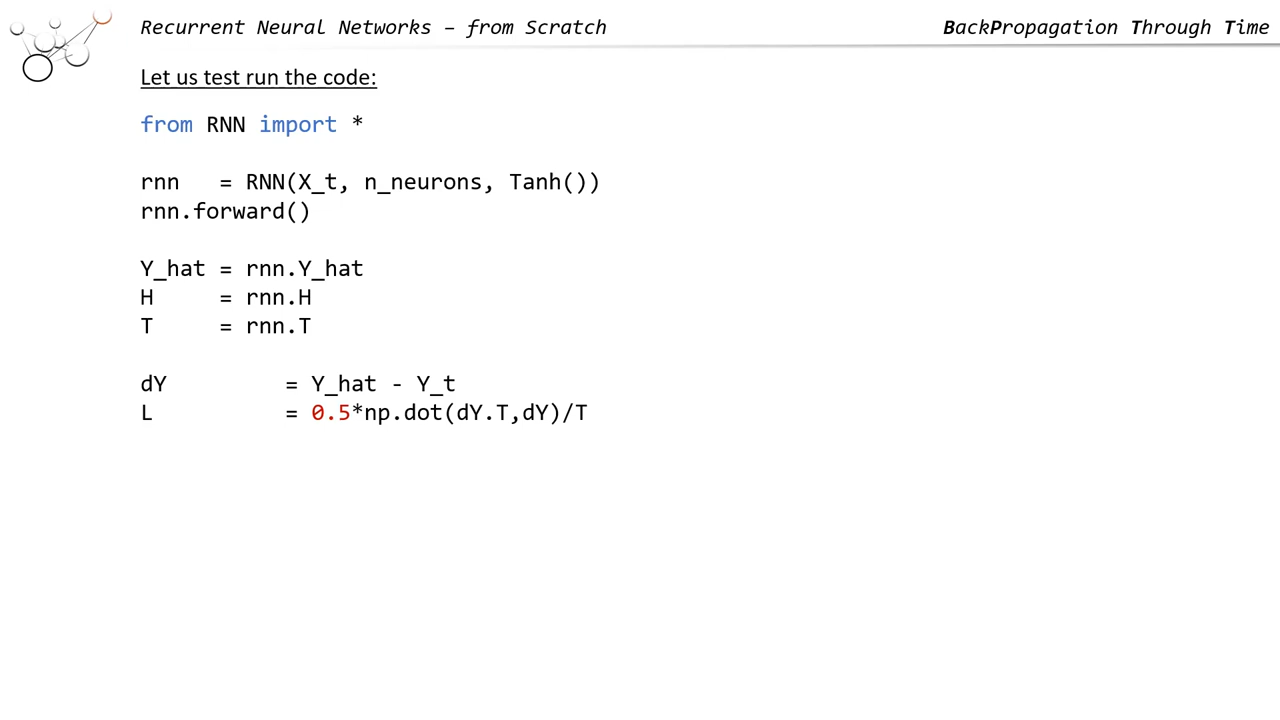 Recurrent Neural Networks – from Scratch
BackPropagation Through Time
Let us test run the code:
from RNN import *
rnn   = RNN(X_t, n_neurons, Tanh())
rnn.forward()
Y_hat = rnn.Y_hat
H     = rnn.H
T     = rnn.T
dY         = Y_hat - Y_t
L          = 0.5*np.dot(dY.T,dY)/T